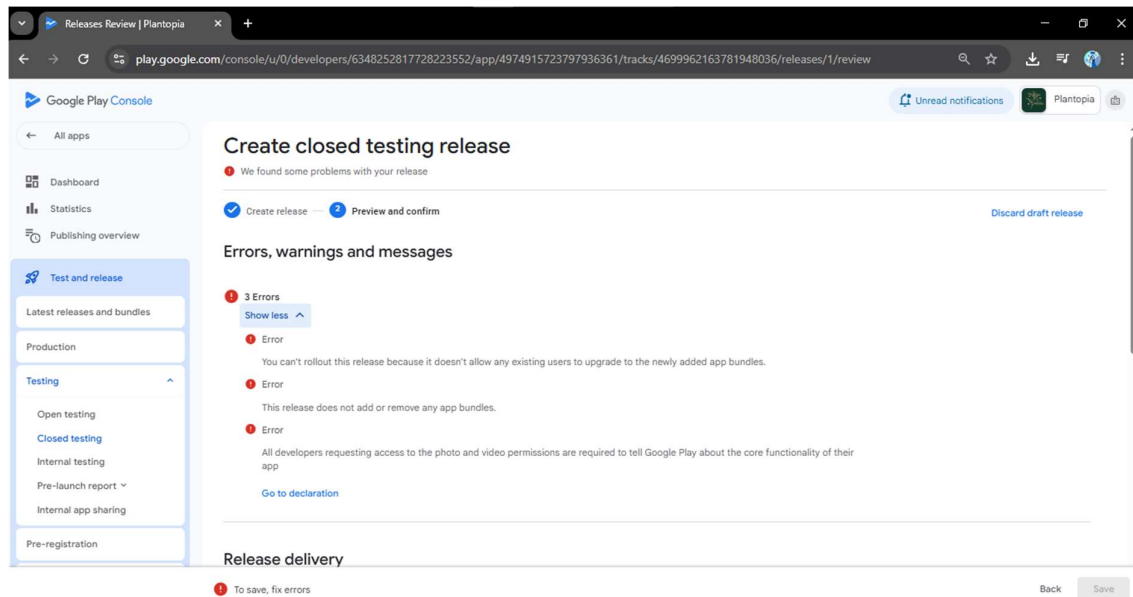 Releases Review | Plantopia
play.google.com/console/u/0/developers/6348252817728223552/app/4974915723797936361/tracks/4699962163781948036/releases/1/review
Google Play Console
Unread notifications
Plantopia
All apps
Dashboard
Statistics
Publishing overview
Test and release
Latest releases and bundles
Production
Testing
Open testing
Closed testing
Internal testing
Pre-launch report
Internal app sharing
Pre-registration
Create closed testing release
We found some problems with your release
Create release
2 Preview and confirm
Discard draft release
Errors, warnings and messages
3 Errors
Show less
Error
You can't rollout this release because it doesn't allow any existing users to upgrade to the newly added app bundles.
Error
This release does not add or remove any app bundles.
Error
All developers requesting access to the photo and video permissions are required to tell Google Play about the core functionality of their
app
Go to declaration
Release delivery
To save, fix errors
Back
Save